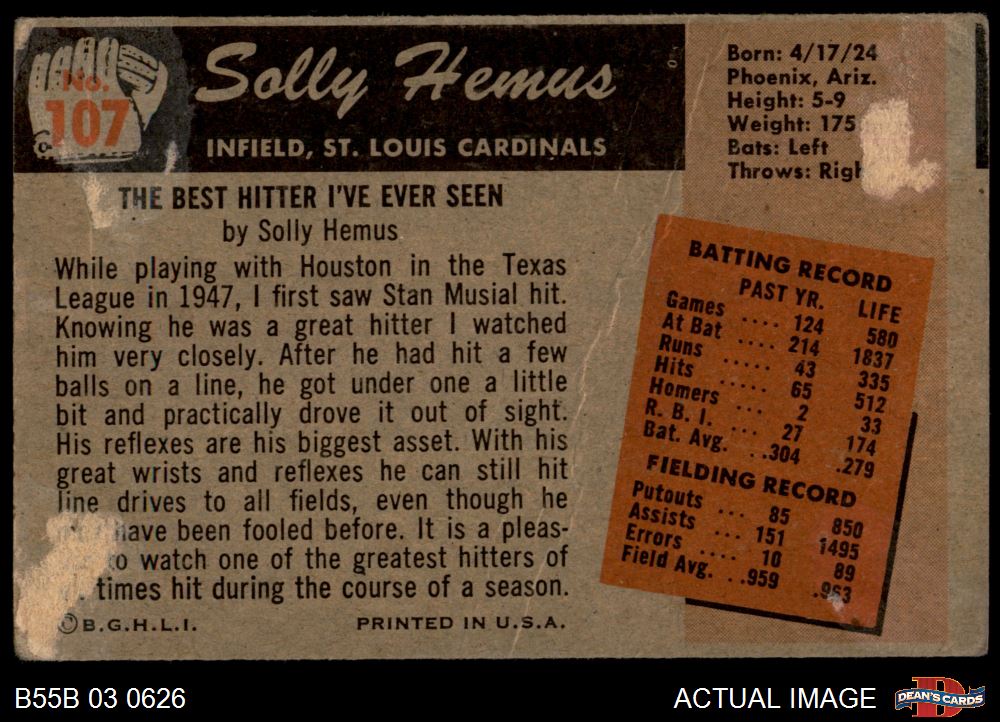 No.
107
Solly Hemus
INFIELD, ST. LOUIS CARDINALS
Born: 4/17/24
Phoenix, Ariz.
Height: 5-9
Weight: 175
Bats: Left
Throws: Righ
THE BEST HITTER I'VE EVER SEEN
by Solly Hemus
While playing with Houston in the Texas
League in 1947, I first saw Stan Musial hit.
Knowing he was a great hitter I watched
him very closely. After he had hit a few
balls on a line, he got under one a little
bit and practically drove it out of sight.
His reflexes are his biggest asset. With his
great wrists and reflexes he can still hit
line drives to all fields, even though he
have been fooled before. It is a pleas-
to watch one of the greatest hitters of
times hit during the course of a season.
© B.G.H.L.I. PRINTED IN U.S.A.
BATTING RECORD
PAST YR. LIFE
Games .... 124 580
At Bat .... 214 1837
Runs ..... 43 335
Hits ..... 65 512
Homers ... 2 33
R. B. I. ... 27 174
Bat. Avg. ..304 .279
FIELDING RECORD
Putouts ... 85 850
Assists ... 151 1495
Errors .... 10 89
Field Avg. ..959 .963
B55B 03 0626
ACTUAL IMAGE
DEAN'S CARDS